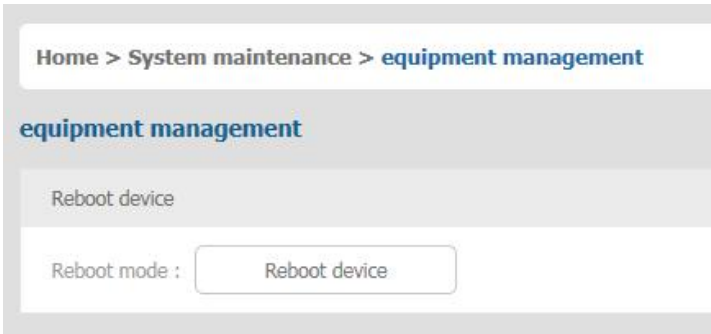 Home > System maintenance > equipment management
equipment management
Reboot device
Reboot mode : Reboot device